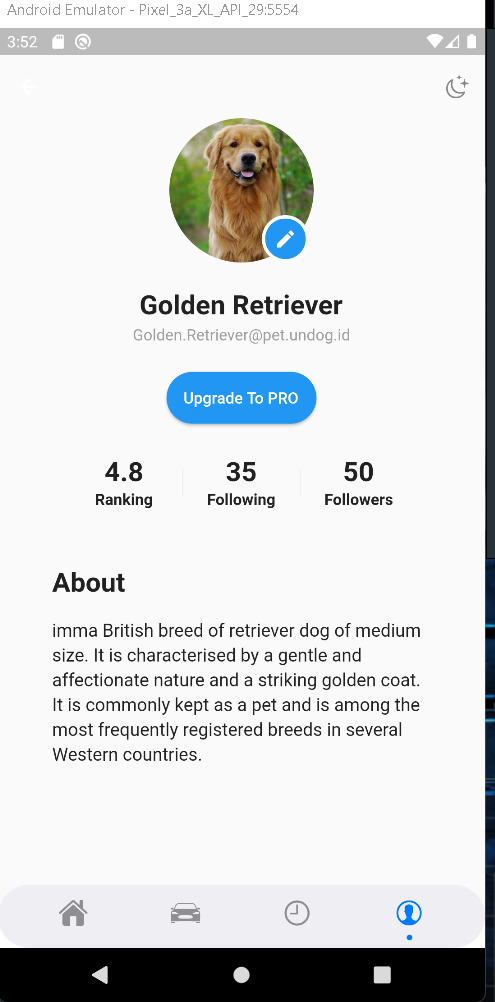 Android Emulator - Pixel_3a_XL_API_29:5554
3:52
Golden Retriever
Golden.Retriever@pet.undog.id
Upgrade To PRO
4.8 35 50
Ranking Following Followers
About
imma British breed of retriever dog of medium
size. It is characterised by a gentle and
affectionate nature and a striking golden coat.
It is commonly kept as a pet and is among the
most frequently registered breeds in several
Western countries.